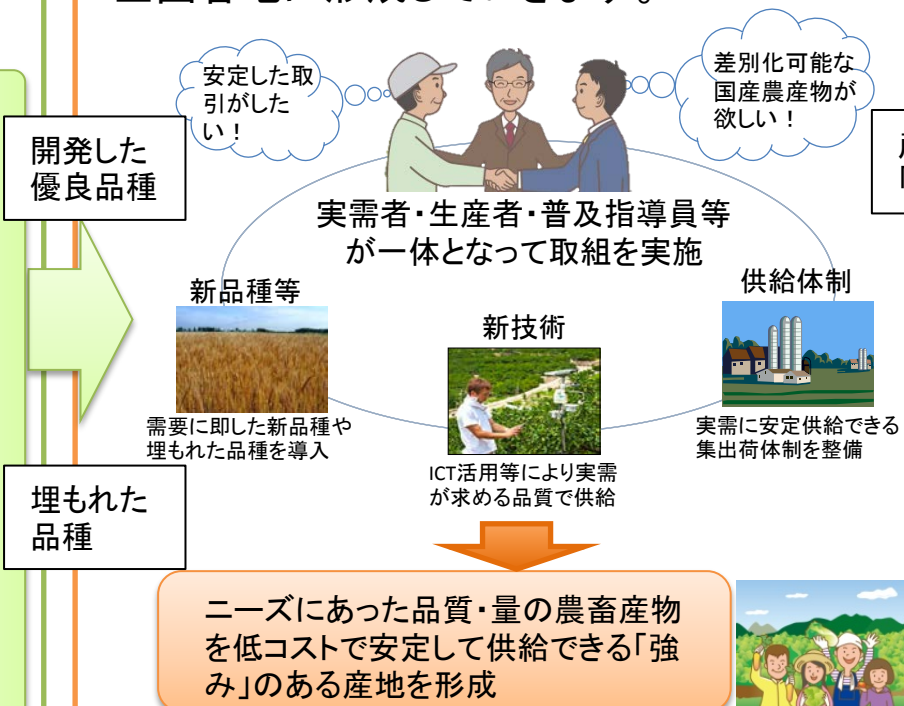 安定した取
引がした
い！
差別化可能な
国産農産物が
欲しい！
開発した
優良品種
実需者・生産者・普及指導員等
が一体となって取組を実施
新品種等
新技術
供給体制
需要に即した新品種や
埋もれた品種を導入
ICT活用等により実需
が求める品質で供給
実需に安定供給できる
集出荷体制を整備
埋もれた
品種
ニーズにあった品質・量の農畜産物
を低コストで安定して供給できる「強
み」のある産地を形成